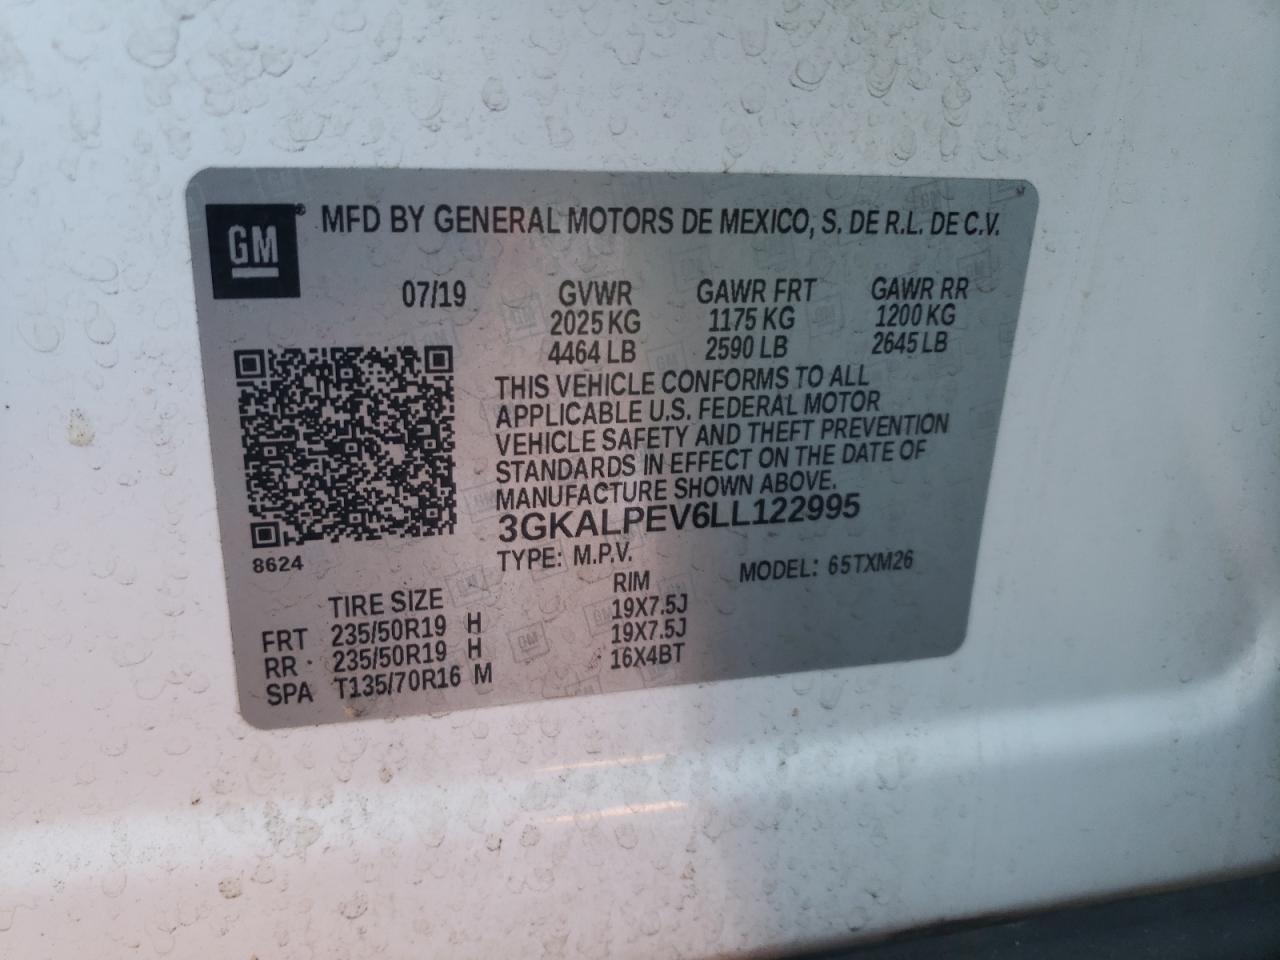 GM® MFD BY GENERAL MOTORS DE MEXICO, S. DE R.L. DE C.V.
07/19 GVWR GAWR FRT GAWR RR
2025 KG 1175 KG 1200 KG
4464 LB 2590 LB 2645 LB
THIS VEHICLE CONFORMS TO ALL
APPLICABLE U.S. FEDERAL MOTOR
VEHICLE SAFETY AND THEFT PREVENTION
STANDARDS IN EFFECT ON THE DATE OF
MANUFACTURE SHOWN ABOVE.
3GKALPEV6LL122995
8624 TYPE: M.P.V. MODEL: 65TXM26
TIRE SIZE RIM
FRT 235/50R19 H 19X7.5J
RR 235/50R19 H 19X7.5J
SPA T135/70R16 M 16X4BT